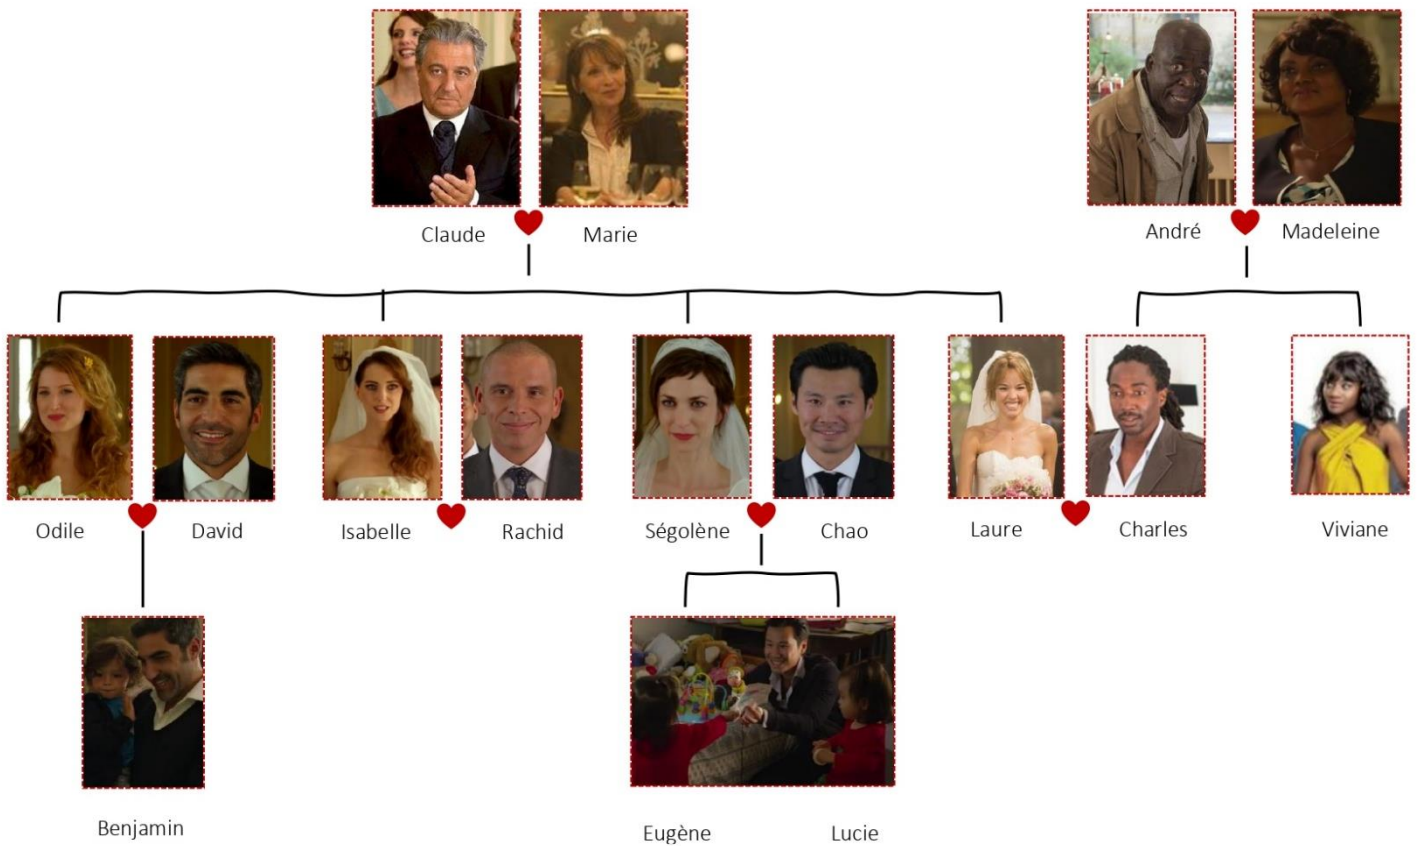 Claude Marie André Madeleine
Odile David Isabelle Rachid Ségolène Chao Laure Charles Viviane
Benjamin Eugène Lucie